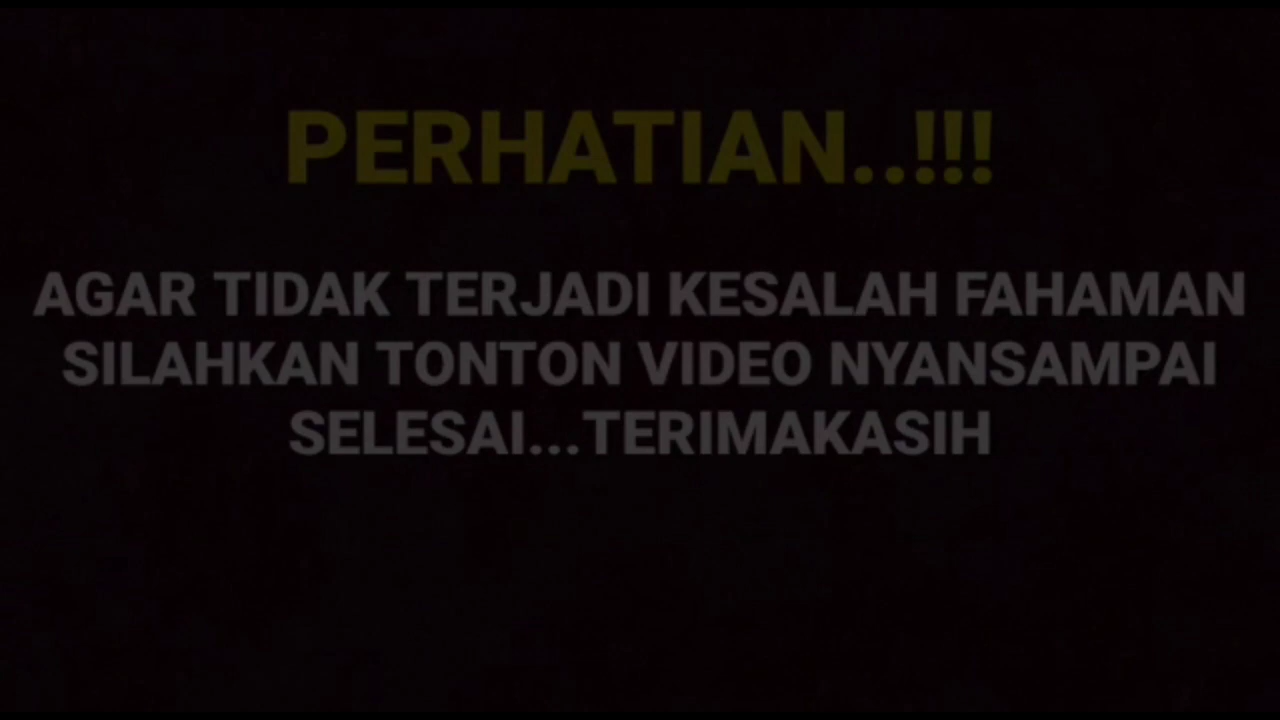 PERHATIAN..!!!
AGAR TIDAK TERJADI KESALAH FAHAMAN
SILAHKAN TONTON VIDEO NYANSAMPAI
SELESAI...TERIMAKASIH